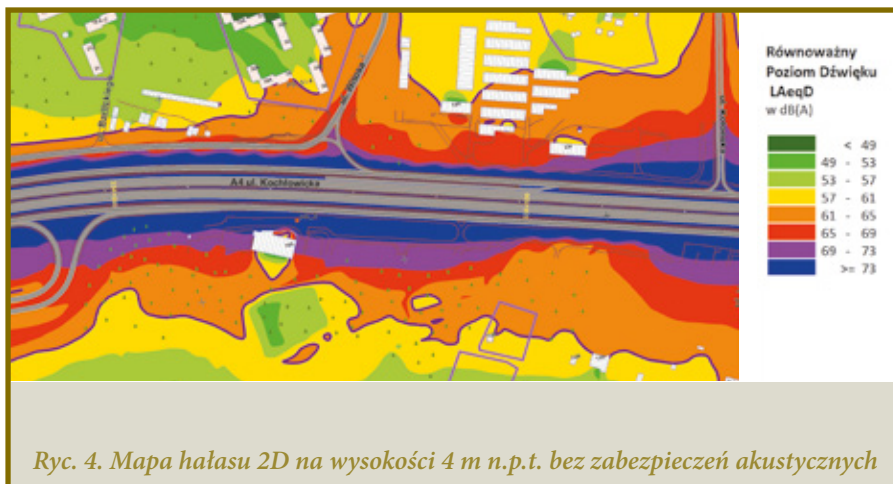 Równoważny
Poziom Dźwięku
LAeqD
w dB(A)
< 49
49 - 53
53 - 57
57 - 61
61 - 65
65 - 69
69 - 73
>= 73
A4 ul. Kochłowicka
Ryc. 4. Mapa hałasu 2D na wysokości 4 m n.p.t. bez zabezpieczeń akustycznych